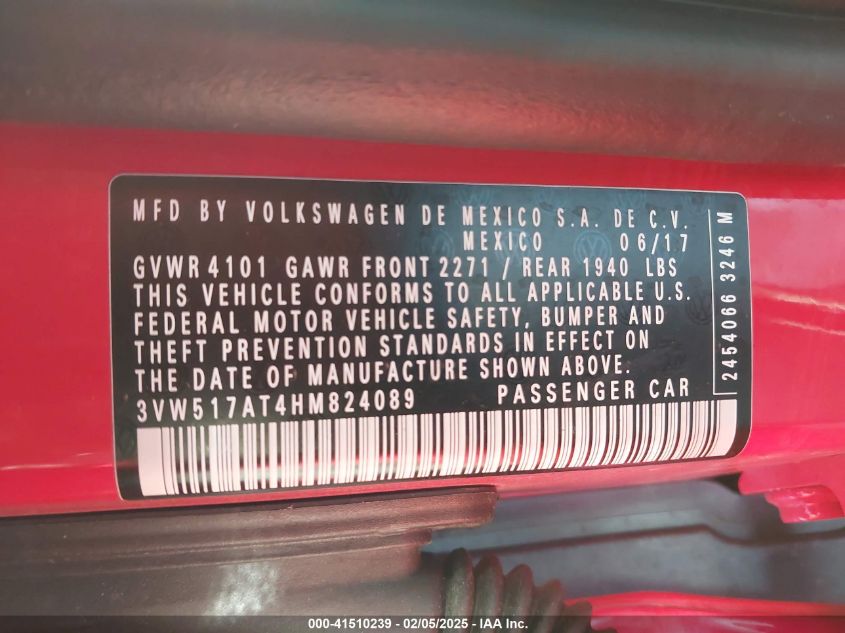 MFD BY VOLKSWAGEN DE MEXICO S.A. DE C.V.
MEXICO 06/17
GVWR 4101 GAWR FRONT 2271 / REAR 1940 LBS
THIS VEHICLE CONFORMS TO ALL APPLICABLE U.S.
FEDERAL MOTOR VEHICLE SAFETY, BUMPER AND
THEFT PREVENTION STANDARDS IN EFFECT ON
THE DATE OF MANUFACTURE SHOWN ABOVE.
3VW517AT4HM824089 PASSENGER CAR
2454066 3246 M
000-41510239 - 02/05/2025 - IAA Inc.